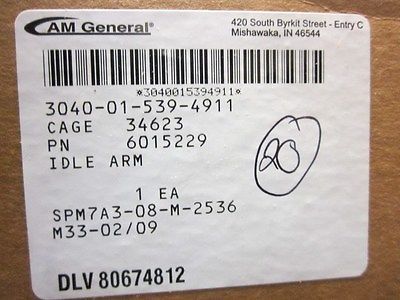 AM General®
420 South Byrkit Street - Entry C
Mishawaka, IN 46544
*3040015394911*
3040-01-539-4911
CAGE 34623
PN 6015229
IDLE ARM
20
1 EA
SPM7A3-08-M-2536
M33-02/09
DLV 80674812